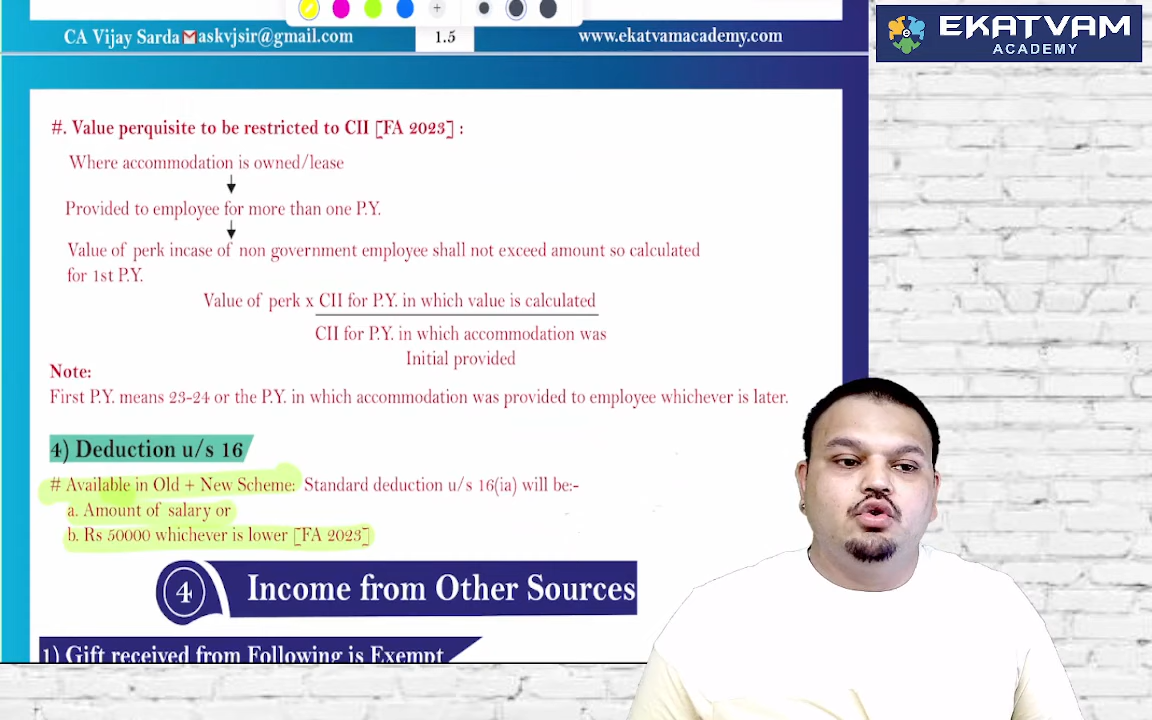 CA Vijay Sarda askvjsir@gmail.com 1.5 www.ekatvamacademy.com
EKATVAM
ACADEMY
#. Value perquisite to be restricted to CII [FA 2023] :
Where accommodation is owned/lease
Provided to employee for more than one P.Y.
Value of perk incase of non government employee shall not exceed amount so calculated
for 1st P.Y.
Value of perk x CII for P.Y. in which value is calculated
CII for P.Y. in which accommodation was
Initial provided
Note:
First P.Y. means 23-24 or the P.Y. in which accommodation was provided to employee whichever is later.
4) Deduction u/s 16
# Available in Old + New Scheme: Standard deduction u/s 16(ia) will be:-
a. Amount of salary or
b. Rs 50000 whichever is lower [FA 2023]
4 Income from Other Sources
1) Gift received from Following is Exempt